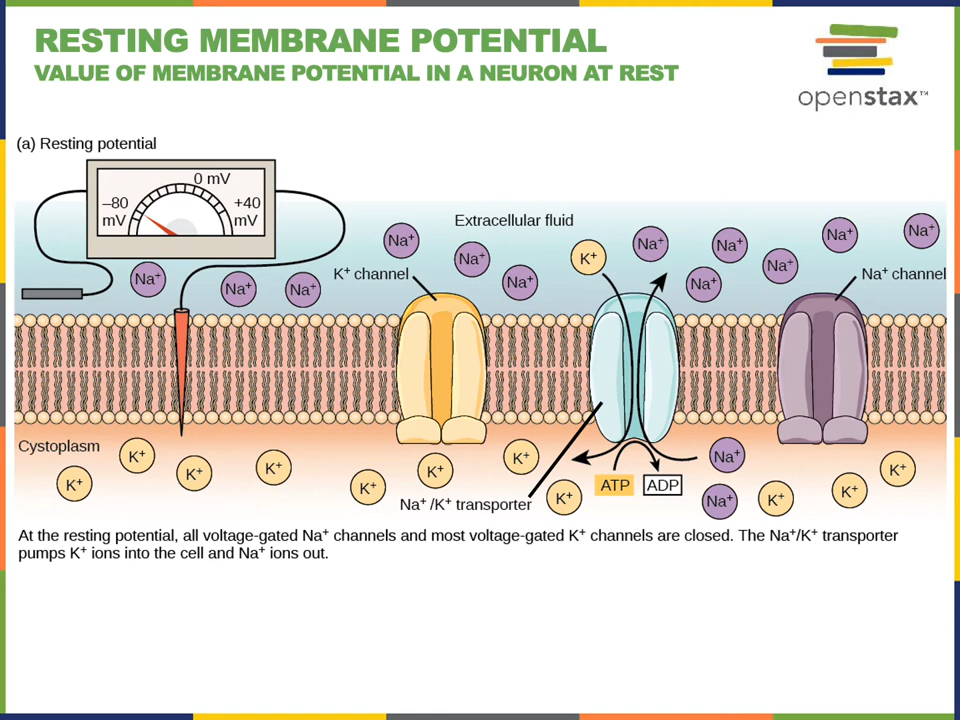 RESTING MEMBRANE POTENTIAL
VALUE OF MEMBRANE POTENTIAL IN A NEURON AT REST
openstax™
(a) Resting potential
0 mV
–80 mV
+40 mV
Extracellular fluid
Na⁺
Na⁺
Na⁺
Na⁺
Na⁺
Na⁺
K⁺
Na⁺
Na⁺
Na⁺
Na⁺
Na⁺
Na⁺
K⁺ channel
Na⁺ channel
Cystoplasm
K⁺
K⁺
K⁺
K⁺
K⁺
K⁺
K⁺
K⁺
Na⁺
Na⁺
K⁺
K⁺
K⁺
ATP
ADP
Na⁺ /K⁺ transporter
At the resting potential, all voltage-gated Na⁺ channels and most voltage-gated K⁺ channels are closed. The Na⁺/K⁺ transporter
pumps K⁺ ions into the cell and Na⁺ ions out.